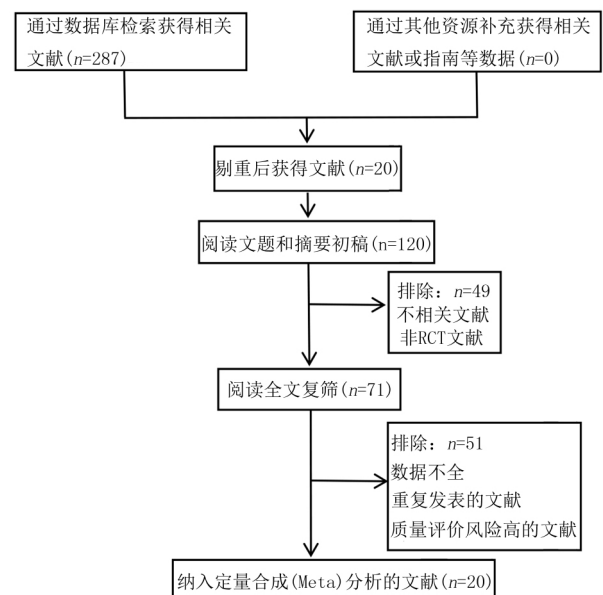 通过数据库检索获得相关
文献(n=287)
通过其他资源补充获得相关
文献或指南等数据(n=0)
剔重后获得文献(n=20)
阅读文题和摘要初稿(n=120)
排除：n=49
不相关文献
非RCT文献
阅读全文复筛(n=71)
排除：n=51
数据不全
重复发表的文献
质量评价风险高的文献
纳入定量合成(Meta)分析的文献(n=20)